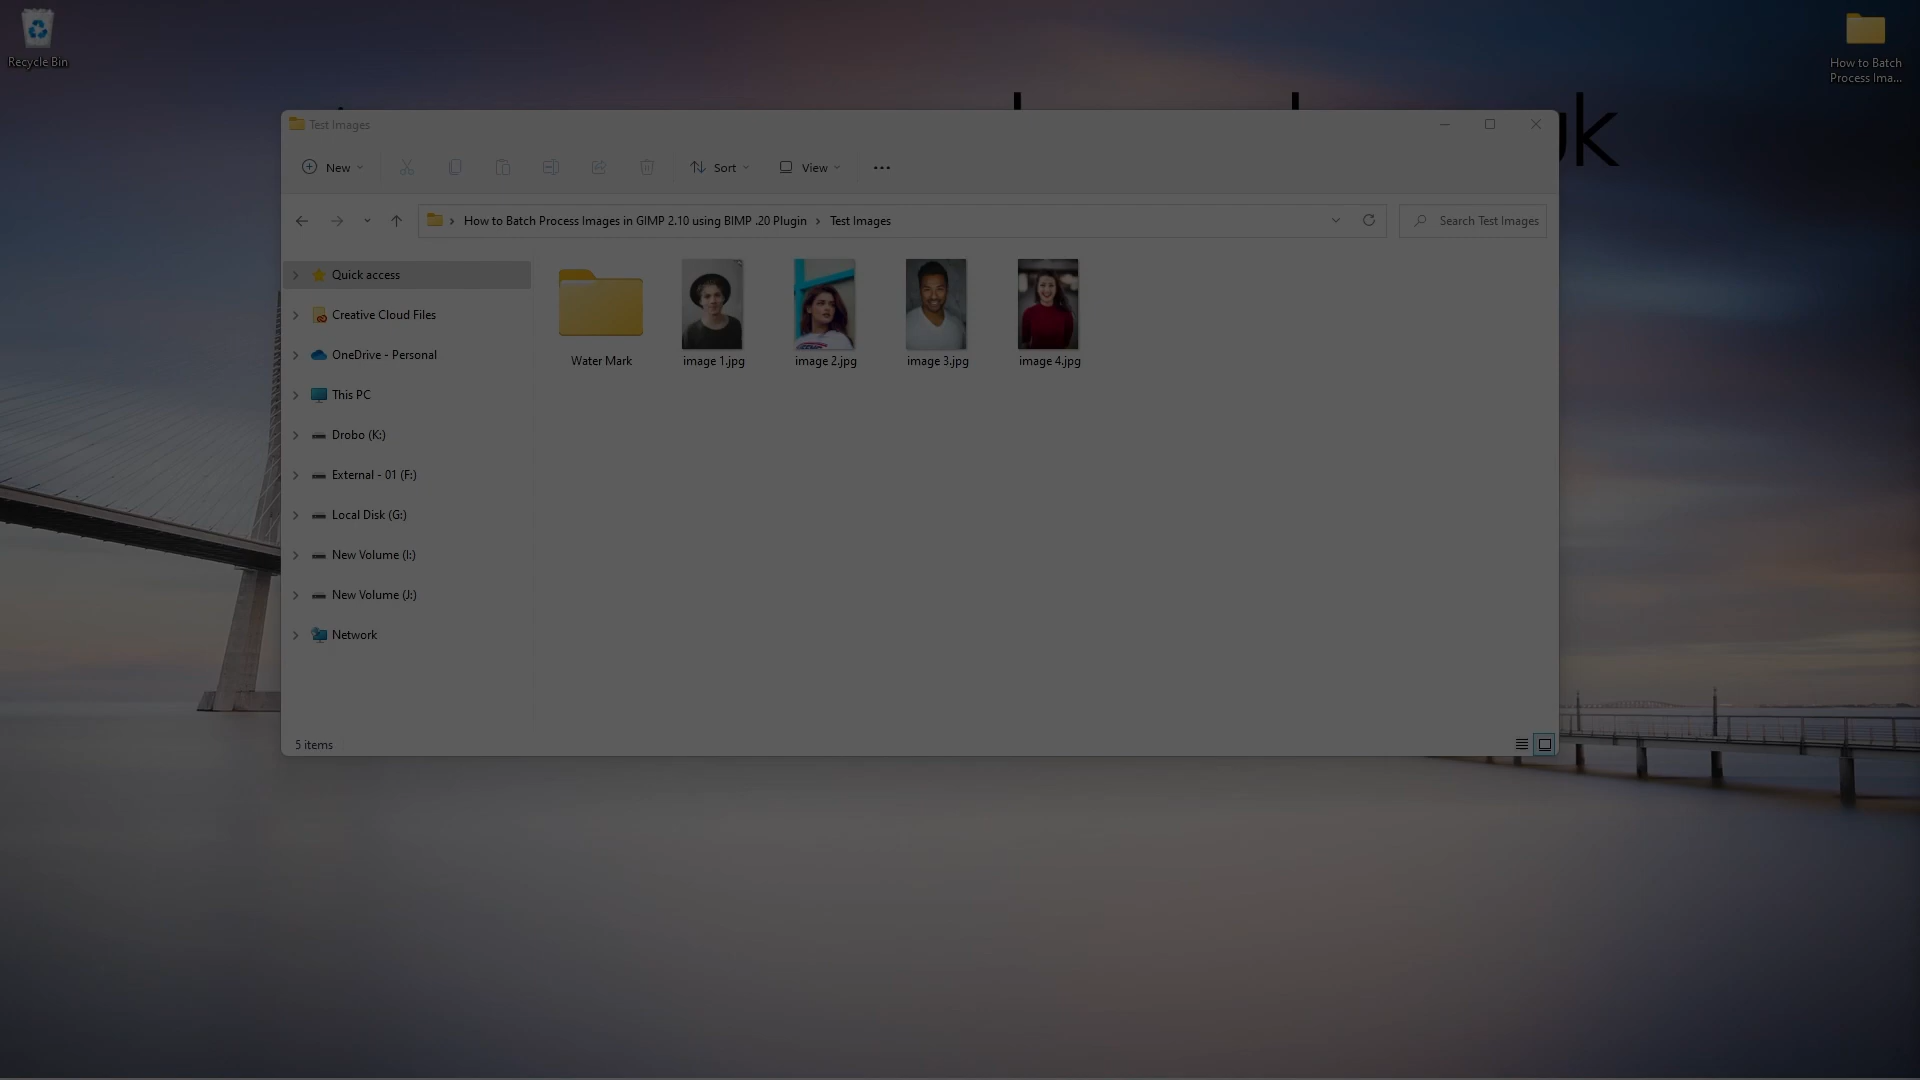 Recycle Bin
How to Batch
Process Ima...
uk
Test Images
New
Sort
View
How to Batch Process Images in GIMP 2.10 using BIMP .20 Plugin
Test Images
Search Test Images
Quick access
Creative Cloud Files
OneDrive - Personal
This PC
Drobo (K:)
External - 01 (F:)
Local Disk (G:)
New Volume (I:)
New Volume (J:)
Network
Water Mark
image 1.jpg
image 2.jpg
image 3.jpg
image 4.jpg
5 items